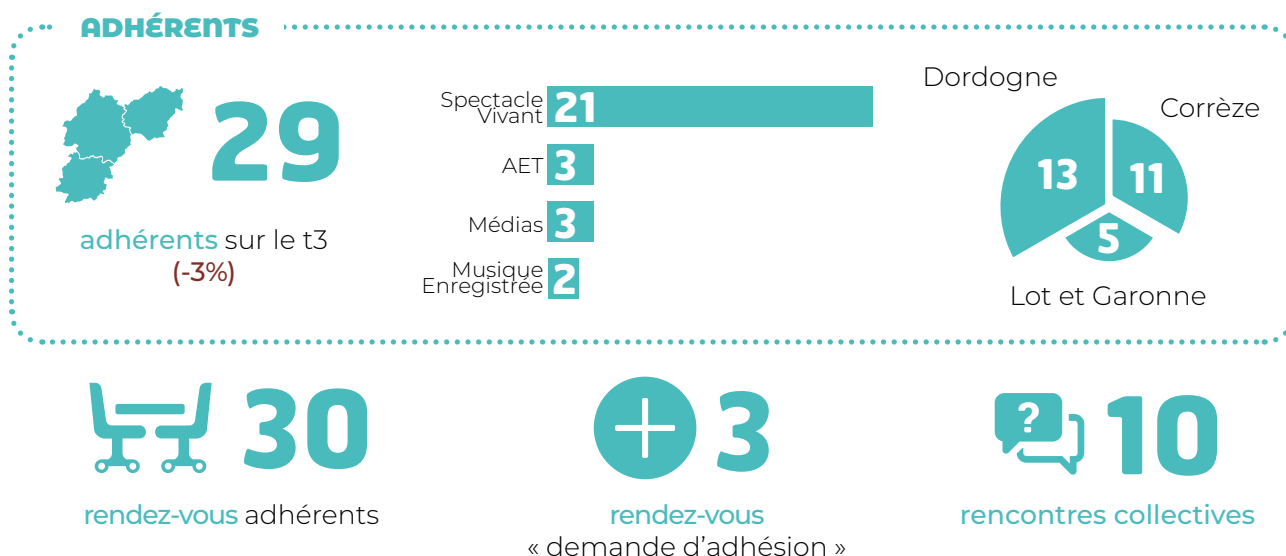 ADHÉRENTS
29
adhérents sur le t3
(-3%)
Spectacle
Vivant
21
AET
3
Médias
3
Musique
Enregistrée
2
Dordogne
Corrèze
13
11
5
Lot et Garonne
30
rendez-vous adhérents
3
rendez-vous
« demande d’adhésion »
?
10
rencontres collectives